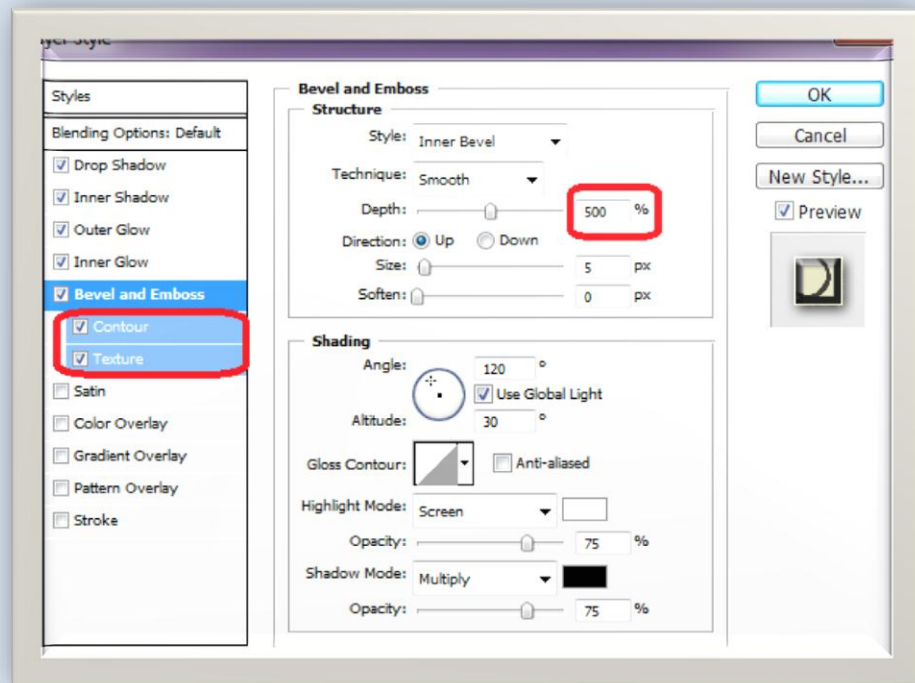 Layer Style
Styles
Blending Options: Default
Drop Shadow
Inner Shadow
Outer Glow
Inner Glow
Bevel and Emboss
Contour
Texture
Satin
Color Overlay
Gradient Overlay
Pattern Overlay
Stroke
Bevel and Emboss
Structure
Style: Inner Bevel
Technique: Smooth
Depth: 500 %
Direction: Up Down
Size: 5 px
Soften: 0 px
Shading
Angle: 120 °
Use Global Light
Altitude: 30 °
Gloss Contour: Anti-aliased
Highlight Mode: Screen
Opacity: 75 %
Shadow Mode: Multiply
Opacity: 75 %
OK
Cancel
New Style...
Preview